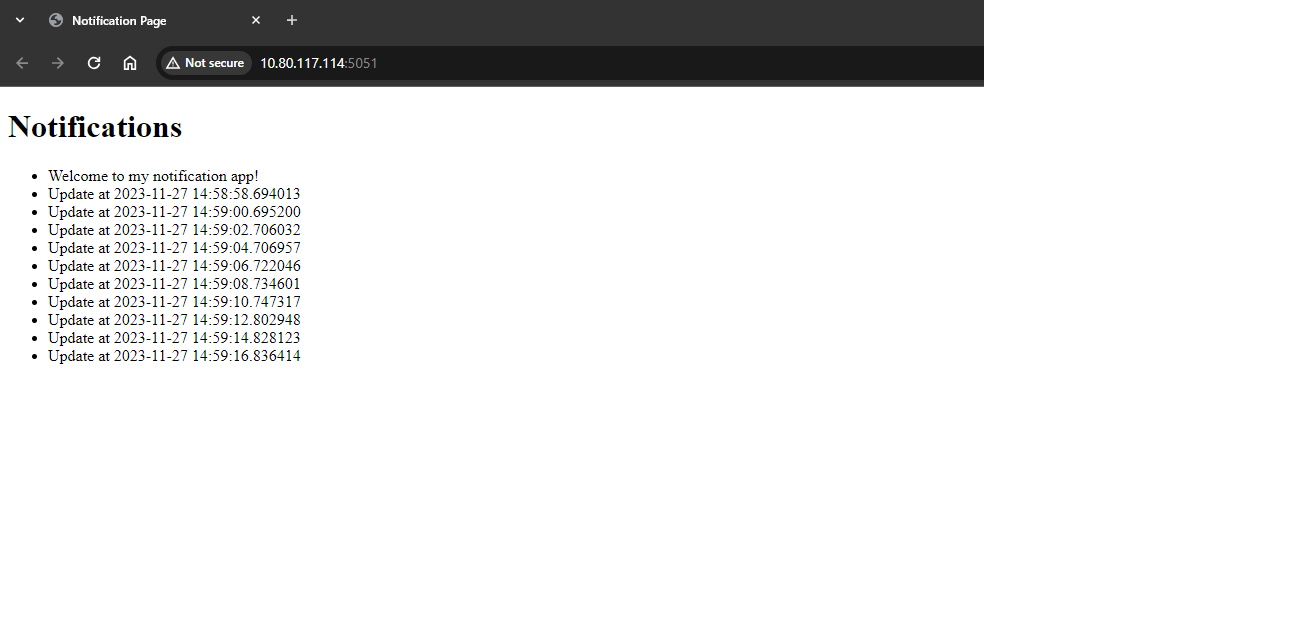 Notification Page
Not secure 10.80.117.114:5051
Notifications
Welcome to my notification app!
Update at 2023-11-27 14:58:58.694013
Update at 2023-11-27 14:59:00.695200
Update at 2023-11-27 14:59:02.706032
Update at 2023-11-27 14:59:04.706957
Update at 2023-11-27 14:59:06.722046
Update at 2023-11-27 14:59:08.734601
Update at 2023-11-27 14:59:10.747317
Update at 2023-11-27 14:59:12.802948
Update at 2023-11-27 14:59:14.828123
Update at 2023-11-27 14:59:16.836414